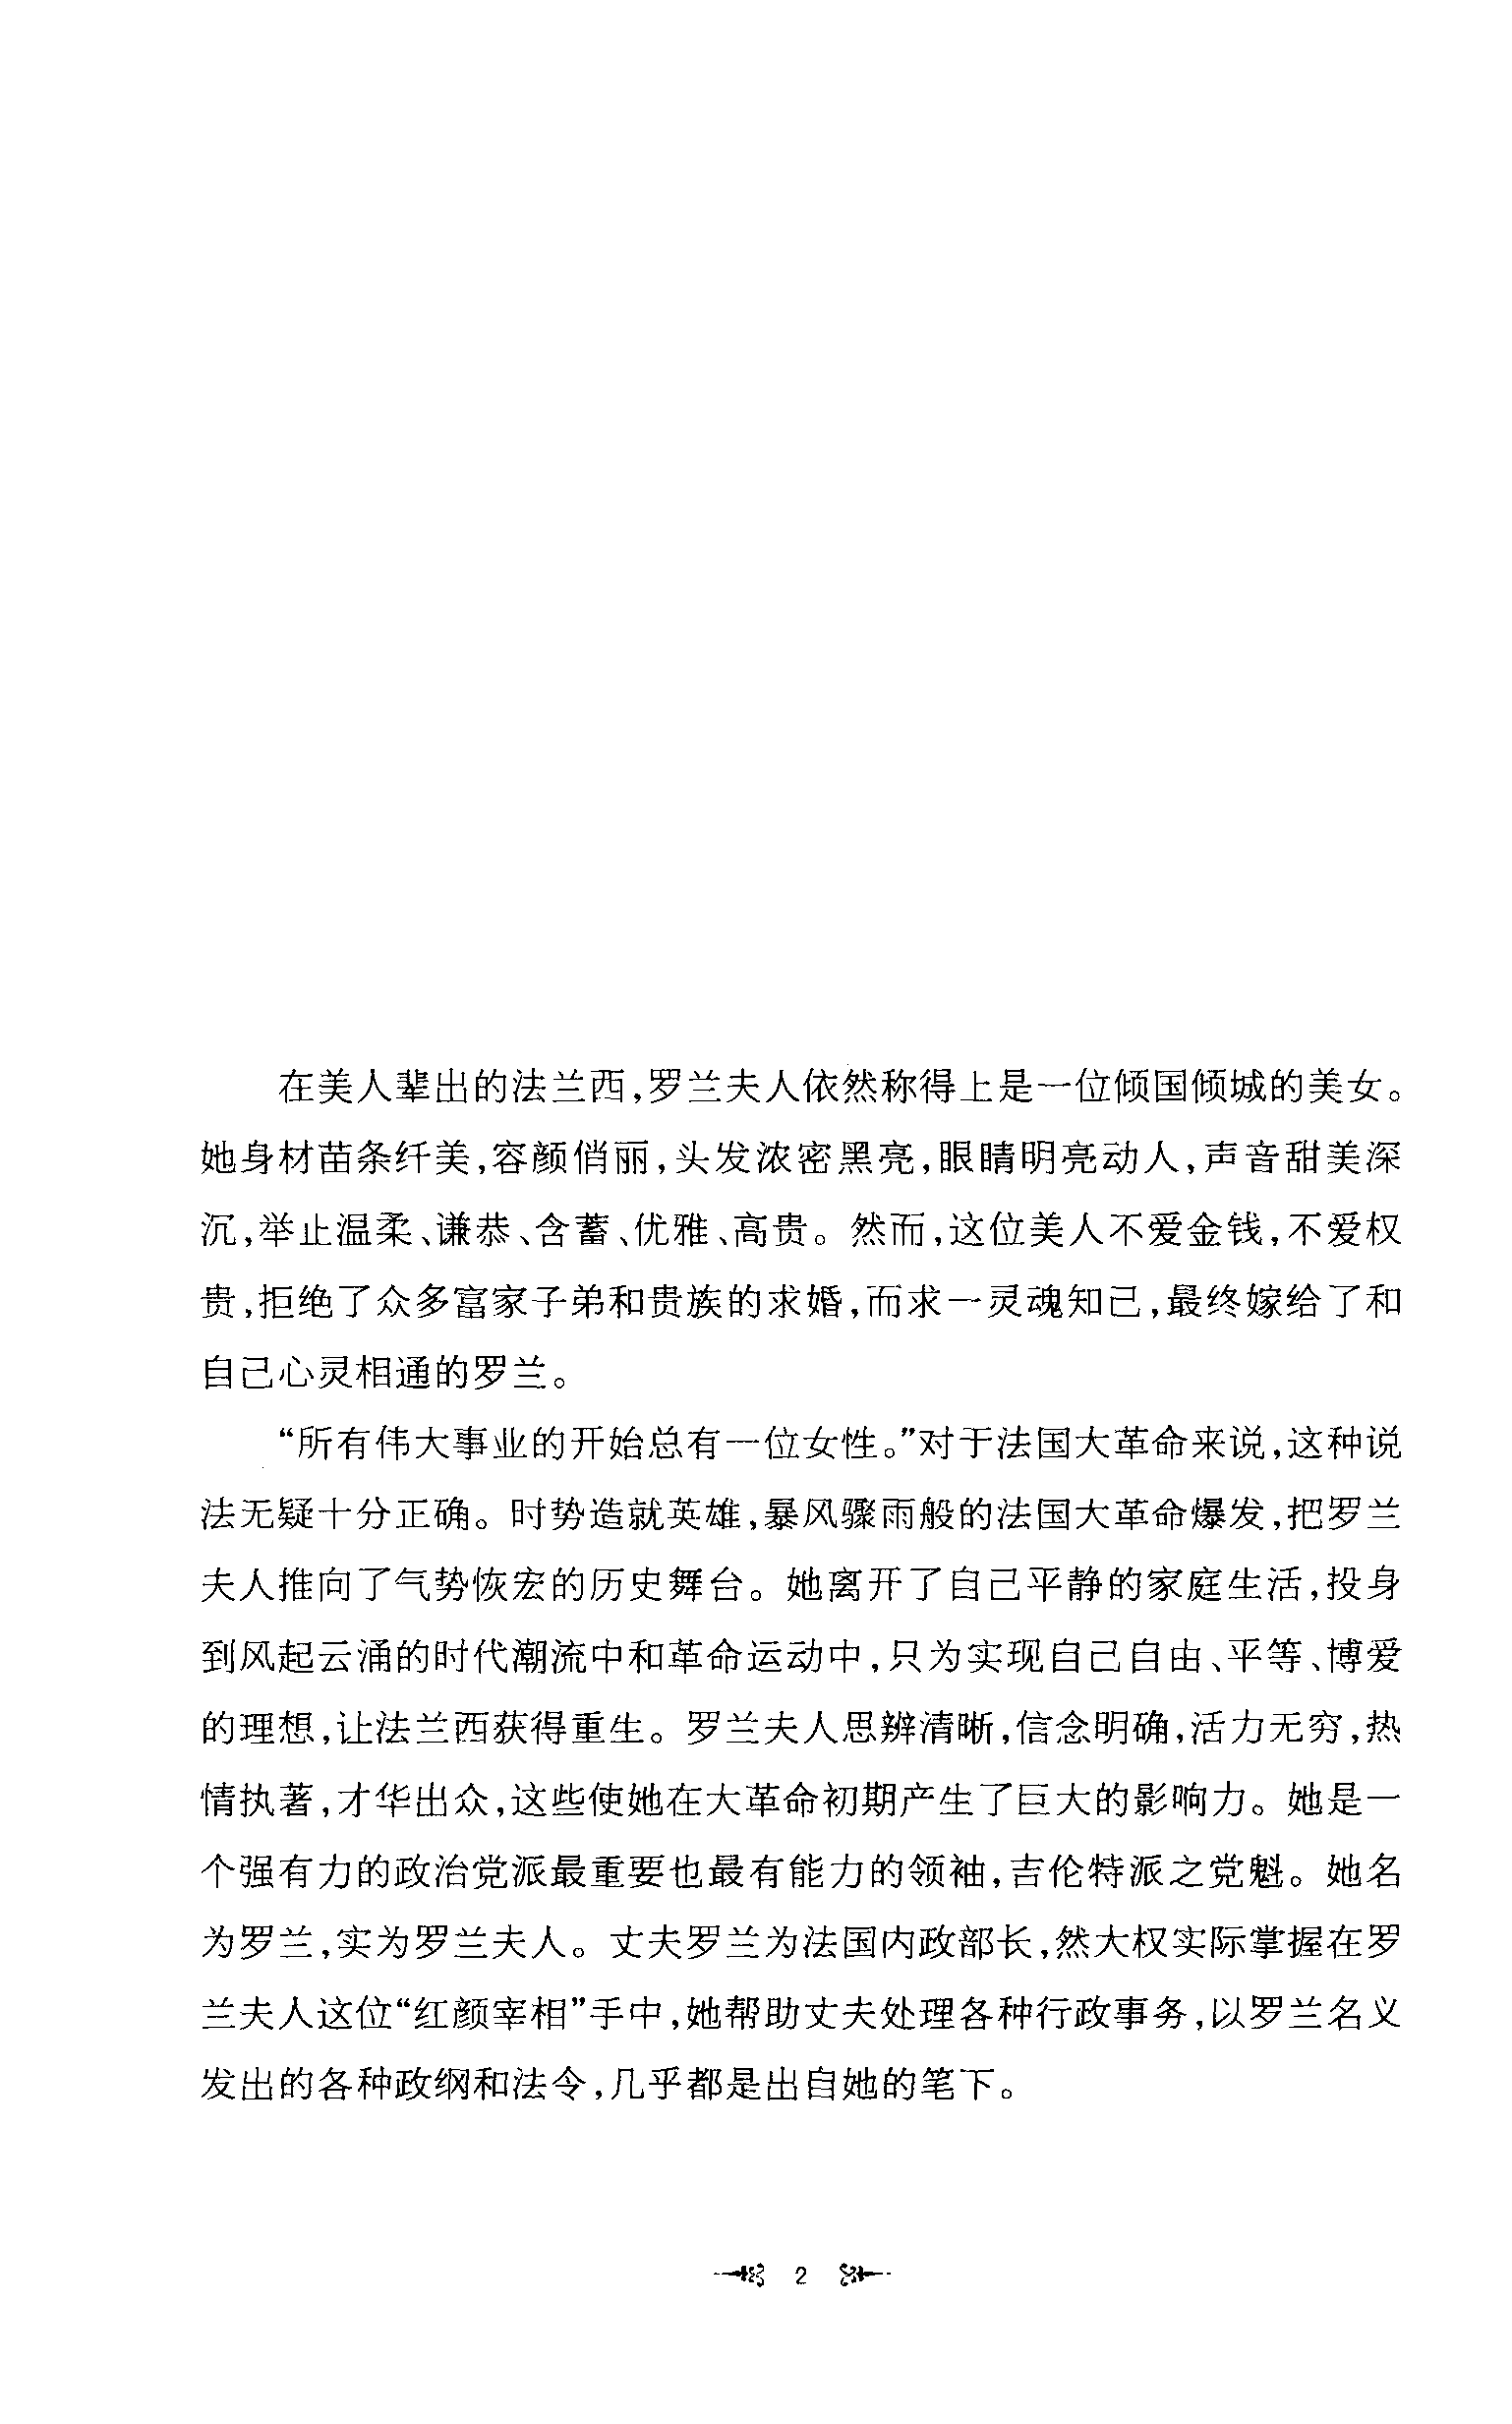 在美人辈出的法兰西,罗兰夫人依然称得上是一位倾国倾城的美女。
她身材苗条纤美,容颜俏丽,头发浓密黑亮,眼睛明亮动人,声音甜美深
沉,举止温柔、谦恭、含蓄、优雅、高贵。然而,这位美人不爱金钱,不爱权
贵,拒绝了众多富家子弟和贵族的求婚,而求一灵魂知己,最终嫁给了和
自己心灵相通的罗兰。
“所有伟大事业的开始总有一位女性。”对于法国大革命来说,这种说
法无疑十分正确。时势造就英雄,暴风骤雨般的法国大革命爆发,把罗兰
夫人推向了气势恢宏的历史舞台。她离开了自己平静的家庭生活,投身
到风起云涌的时代潮流中和革命运动中,只为实现自己自由、平等、博爱
的理想,让法兰西获得重生。罗兰夫人思辨清晰,信念明确,活力无穷,热
情执著,才华出众,这些使她在大革命初期产生了巨大的影响力。她是一
个强有力的政治党派最重要也最有能力的领袖,吉伦特派之党魁。她名
为罗兰,实为罗兰夫人。丈夫罗兰为法国内政部长,然大权实际掌握在罗
兰夫人这位“红颜宰相”手中,她帮助丈夫处理各种行政事务,以罗兰名义
发出的各种政纲和法令,几乎都是出自她的笔下。
2